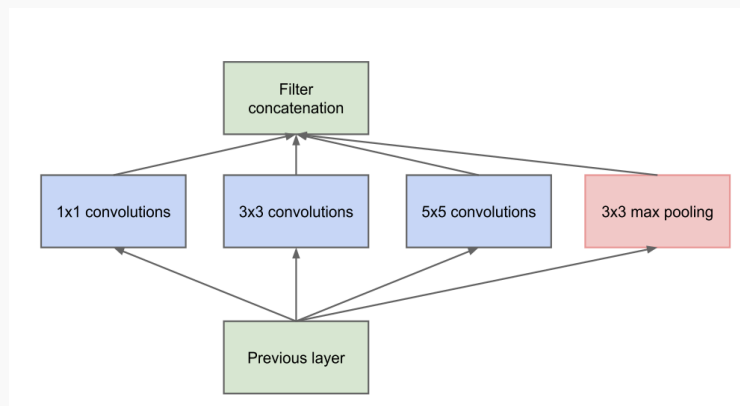 Filter
concatenation
1x1 convolutions
3x3 convolutions
5x5 convolutions
3x3 max pooling
Previous layer